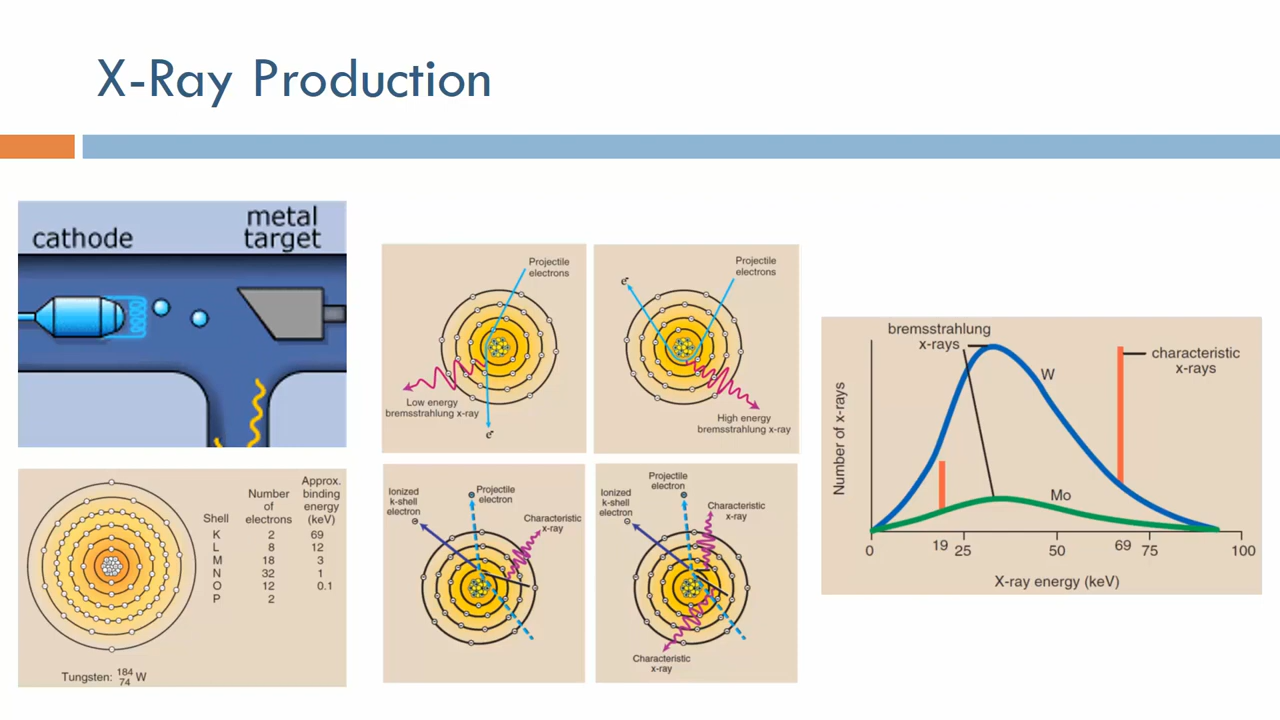 X-Ray Production
cathode
metal
target
Shell
Number
of
electrons
Approx.
binding
energy
(keV)
K 2 69
L 8 12
M 18 3
N 32 1
O 12 0.1
P 2
Tungsten: 184
74 W
Projectile
electrons
Low energy
bremsstrahlung x-ray
e⁻
Projectile
electrons
e⁻
High energy
bremsstrahlung x-ray
Ionized
k-shell
electron
Projectile
electron
Characteristic
x-ray
Ionized
k-shell
electron
Projectile
electron
Characteristic
x-ray
Characteristic
x-ray
bremsstrahlung
x-rays
characteristic
x-rays
W
Mo
Number of x-rays
0 19 25 50 69 75 100
X-ray energy (keV)